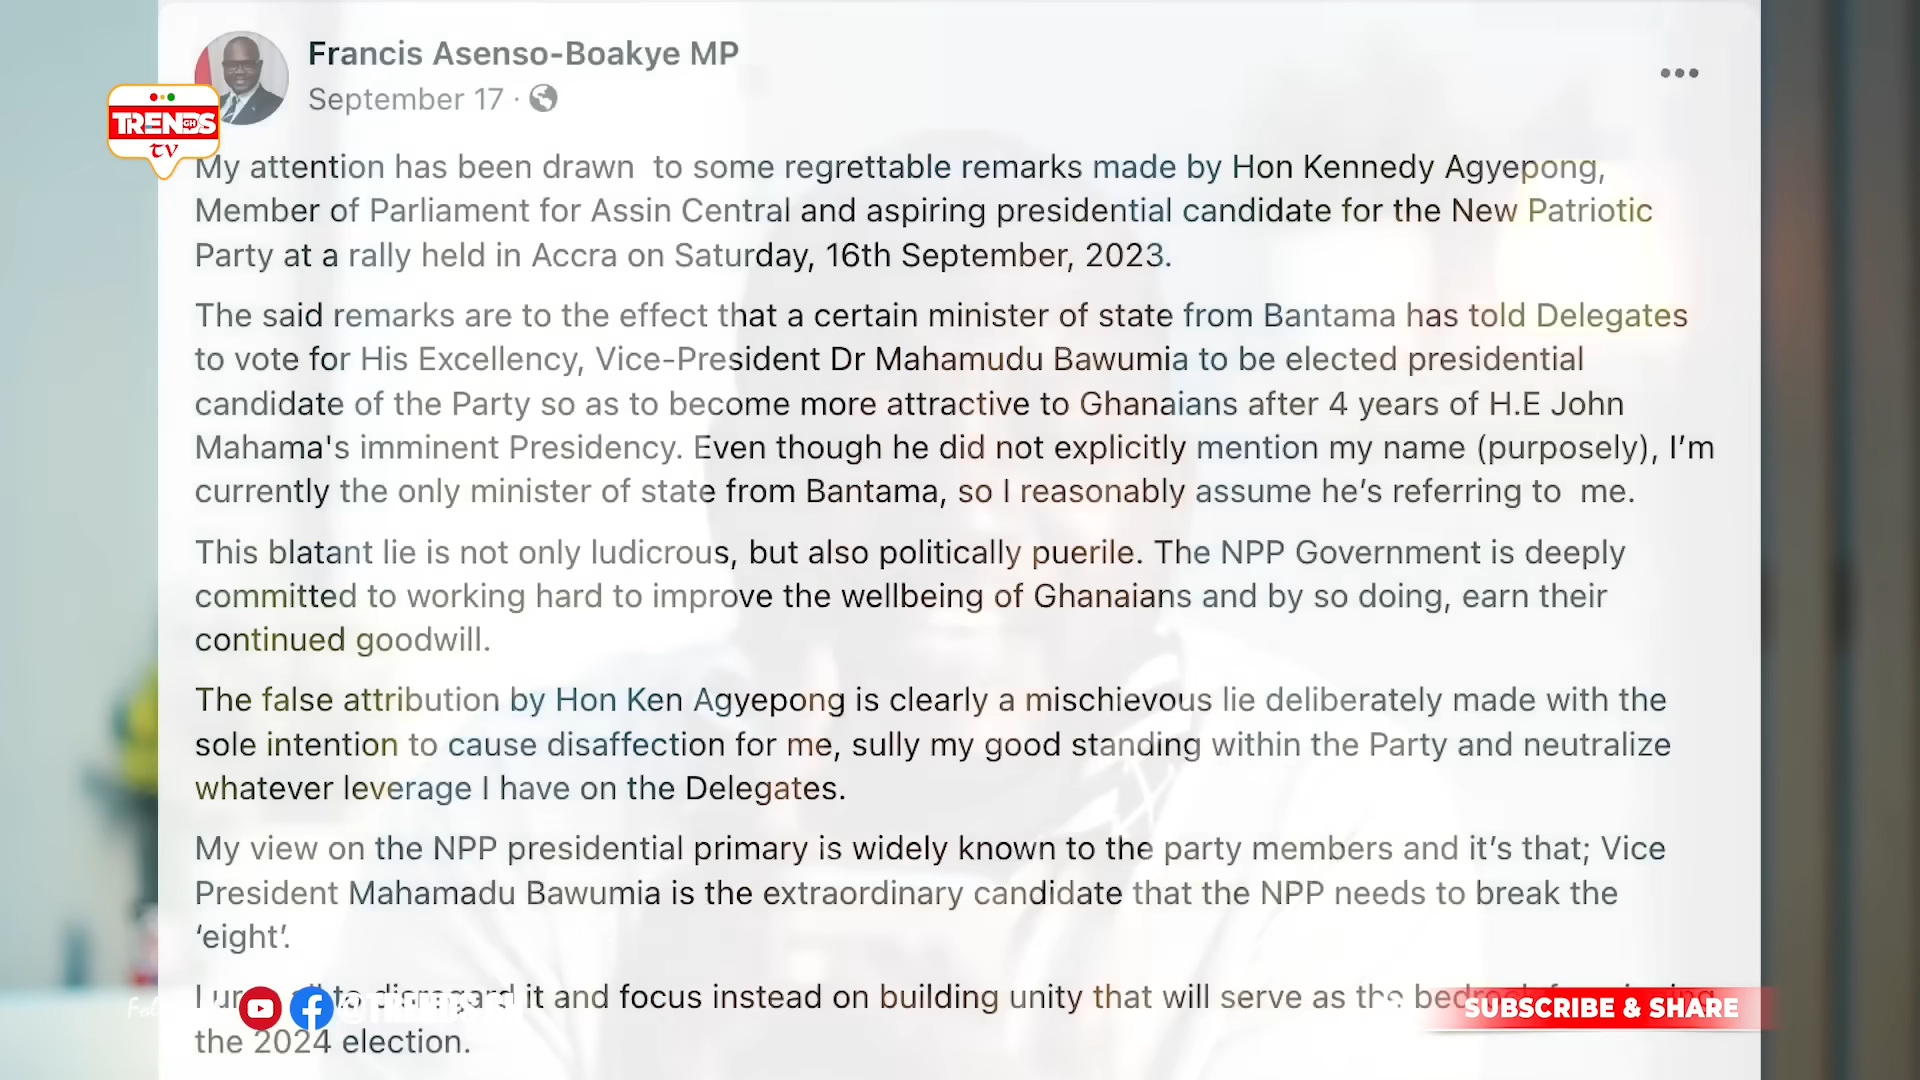 Francis Asenso-Boakye MP
September 17 ·
TRENDS GH
TV
My attention has been drawn to some regrettable remarks made by Hon Kennedy Agyepong,
Member of Parliament for Assin Central and aspiring presidential candidate for the New Patriotic
Party at a rally held in Accra on Saturday, 16th September, 2023.
The said remarks are to the effect that a certain minister of state from Bantama has told Delegates
to vote for His Excellency, Vice-President Dr Mahamudu Bawumia to be elected presidential
candidate of the Party so as to become more attractive to Ghanaians after 4 years of H.E John
Mahama's imminent Presidency. Even though he did not explicitly mention my name (purposely), I'm
currently the only minister of state from Bantama, so I reasonably assume he's referring to me.
This blatant lie is not only ludicrous, but also politically puerile. The NPP Government is deeply
committed to working hard to improve the wellbeing of Ghanaians and by so doing, earn their
continued goodwill.
The false attribution by Hon Ken Agyepong is clearly a mischievous lie deliberately made with the
sole intention to cause disaffection for me, sully my good standing within the Party and neutralize
whatever leverage I have on the Delegates.
My view on the NPP presidential primary is widely known to the party members and it's that; Vice
President Mahamadu Bawumia is the extraordinary candidate that the NPP needs to break the
'eight'.
I to disregard it and focus instead on building unity that will serve as the
the 2024 election.
SUBSCRIBE & SHARE